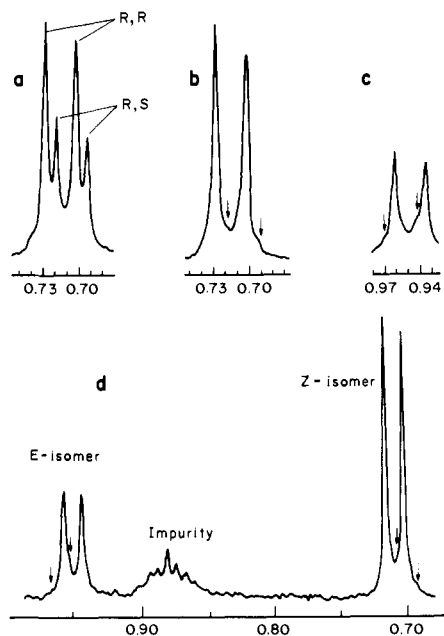 a
R, R
R, S
0.73 0.70
b
0.73 0.70
c
0.97 0.94
d
E-isomer
Impurity
Z-isomer
0.90 0.80 0.70